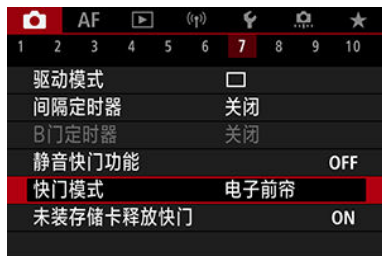 AF
1 2 3 4 5 6 7 8 9 10
驱动模式
间隔定时器 关闭
B门定时器 关闭
静音快门功能 OFF
快门模式 电子前帘
未装存储卡释放快门 ON